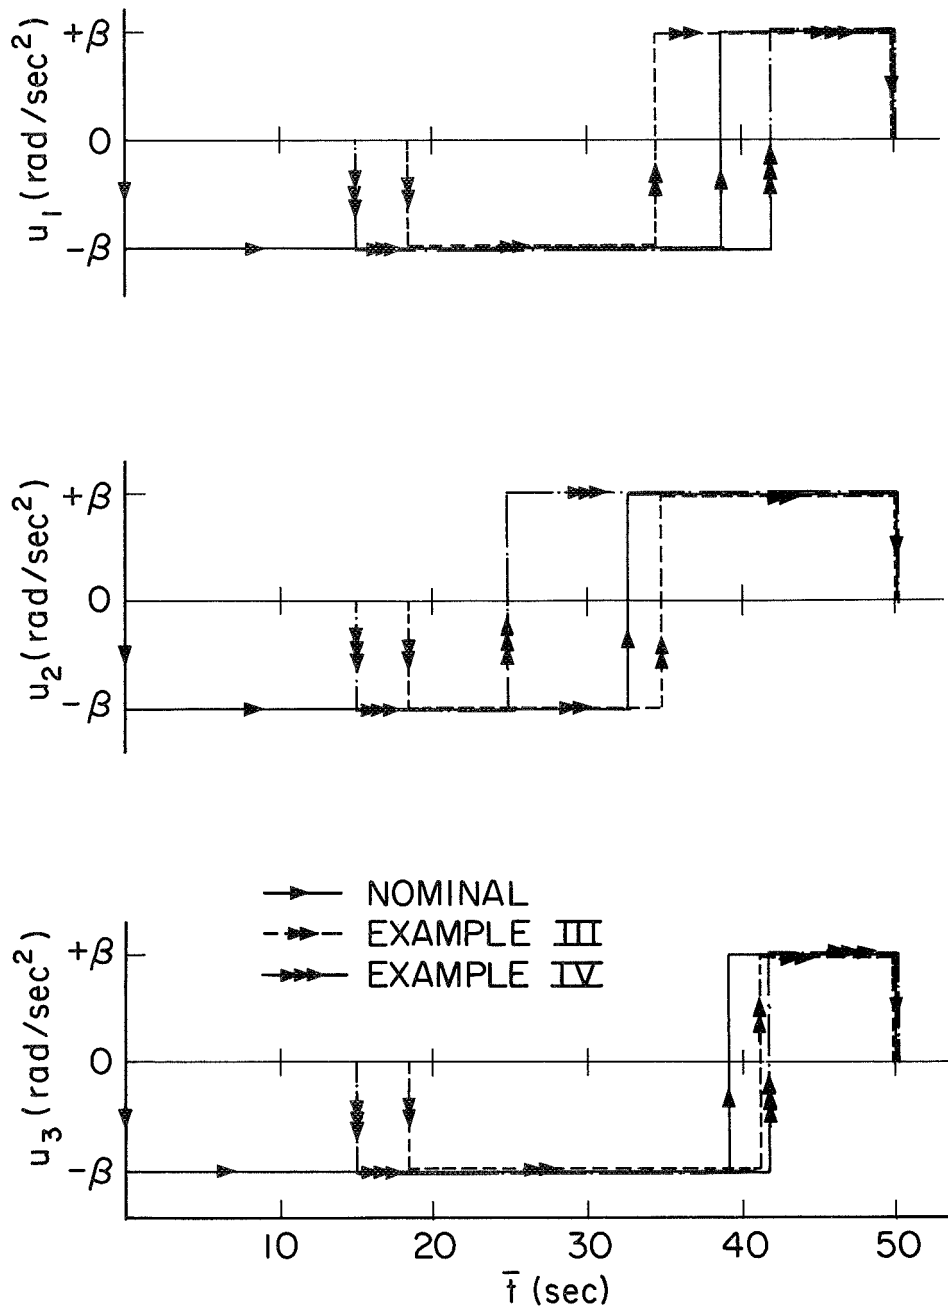 +β
0
-β
u1 (rad/sec2)
+β
0
-β
u2 (rad/sec2)
NOMINAL
EXAMPLE III
EXAMPLE IV
+β
0
-β
u3 (rad/sec2)
10 20 30 40 50
t̄ (sec)